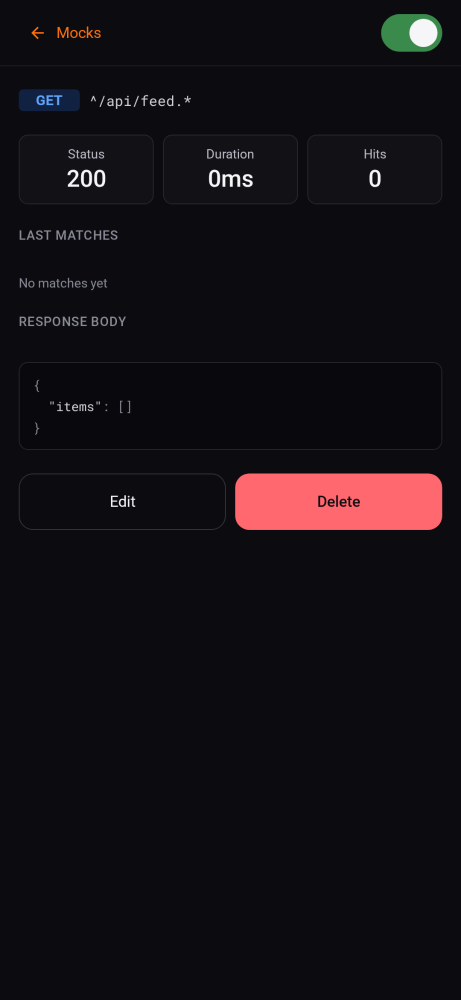 Mocks
GET ^/api/feed.*
Status Duration Hits
200 0ms 0
LAST MATCHES
No matches yet
RESPONSE BODY
{
  "items": []
}
Edit Delete